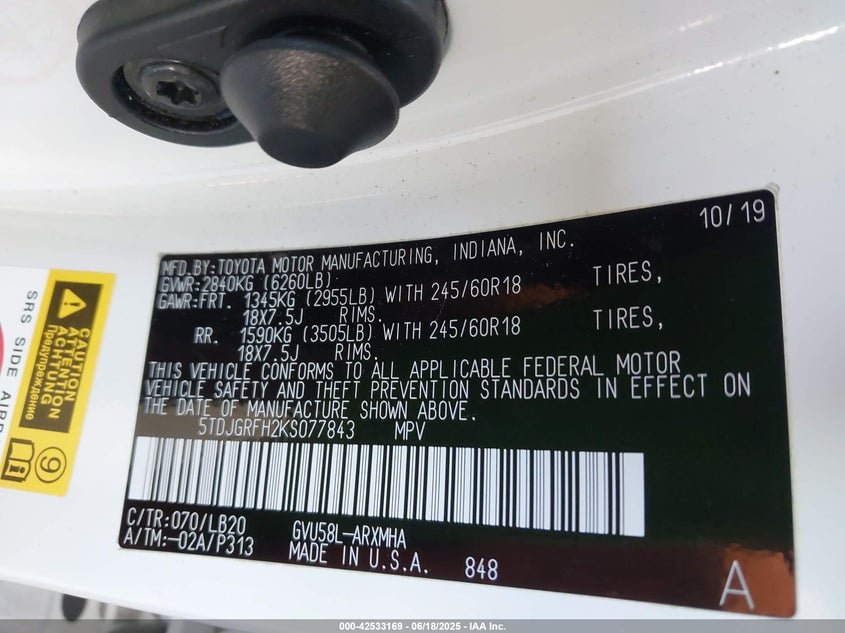 10/19
MFD.BY:TOYOTA MOTOR MANUFACTURING, INDIANA, INC.
GVWR:2840KG (6260LB)
GAWR:FRT. 1345KG (2955LB) WITH 245/60R18 TIRES,
18X7.5J RIMS.
RR. 1590KG (3505LB) WITH 245/60R18 TIRES,
18X7.5J RIMS.
THIS VEHICLE CONFORMS TO ALL APPLICABLE FEDERAL MOTOR
VEHICLE SAFETY AND THEFT PREVENTION STANDARDS IN EFFECT ON
THE DATE OF MANUFACTURE SHOWN ABOVE.
5TDJGRFH2KS077843 MPV
C/TR:070/LB20 GVU58L-ARXMHA
A/TM:-02A/P313 MADE IN U.S.A. 848
A
SRS SIDE
CAUTION
ATTENTION
ACHTUNG
Предупреждение
9
000-42533169 - 06/18/2025 - IAA Inc.